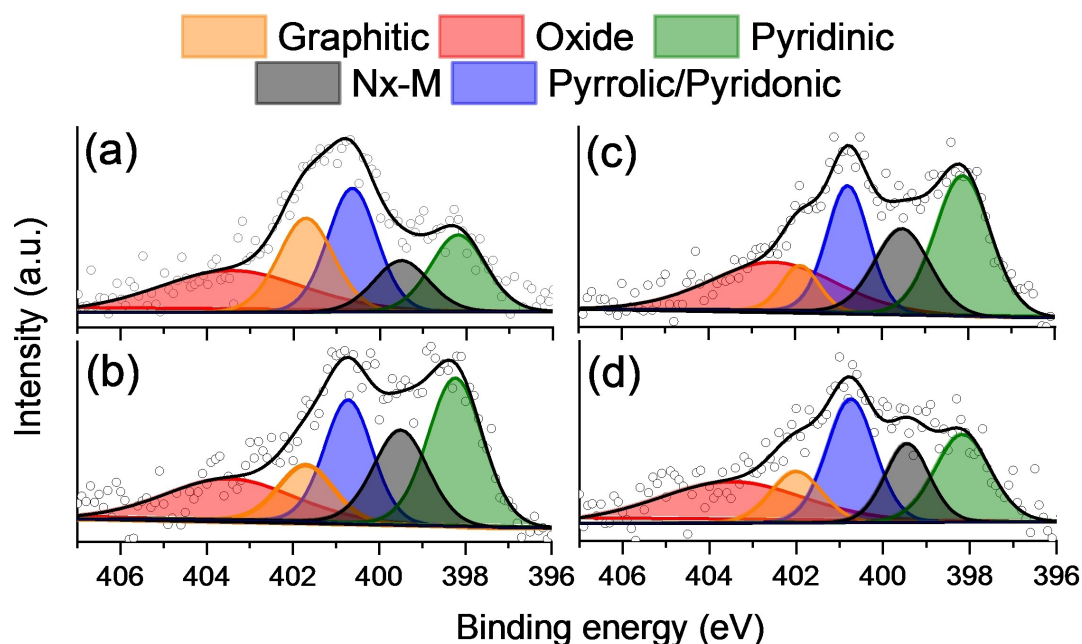 Graphitic Oxide Pyridinic
Nx-M Pyrrolic/Pyridonic
(a) (c)
(b) (d)
Intensity (a.u.)
406 404 402 400 398 396 406 404 402 400 398 396
Binding energy (eV)